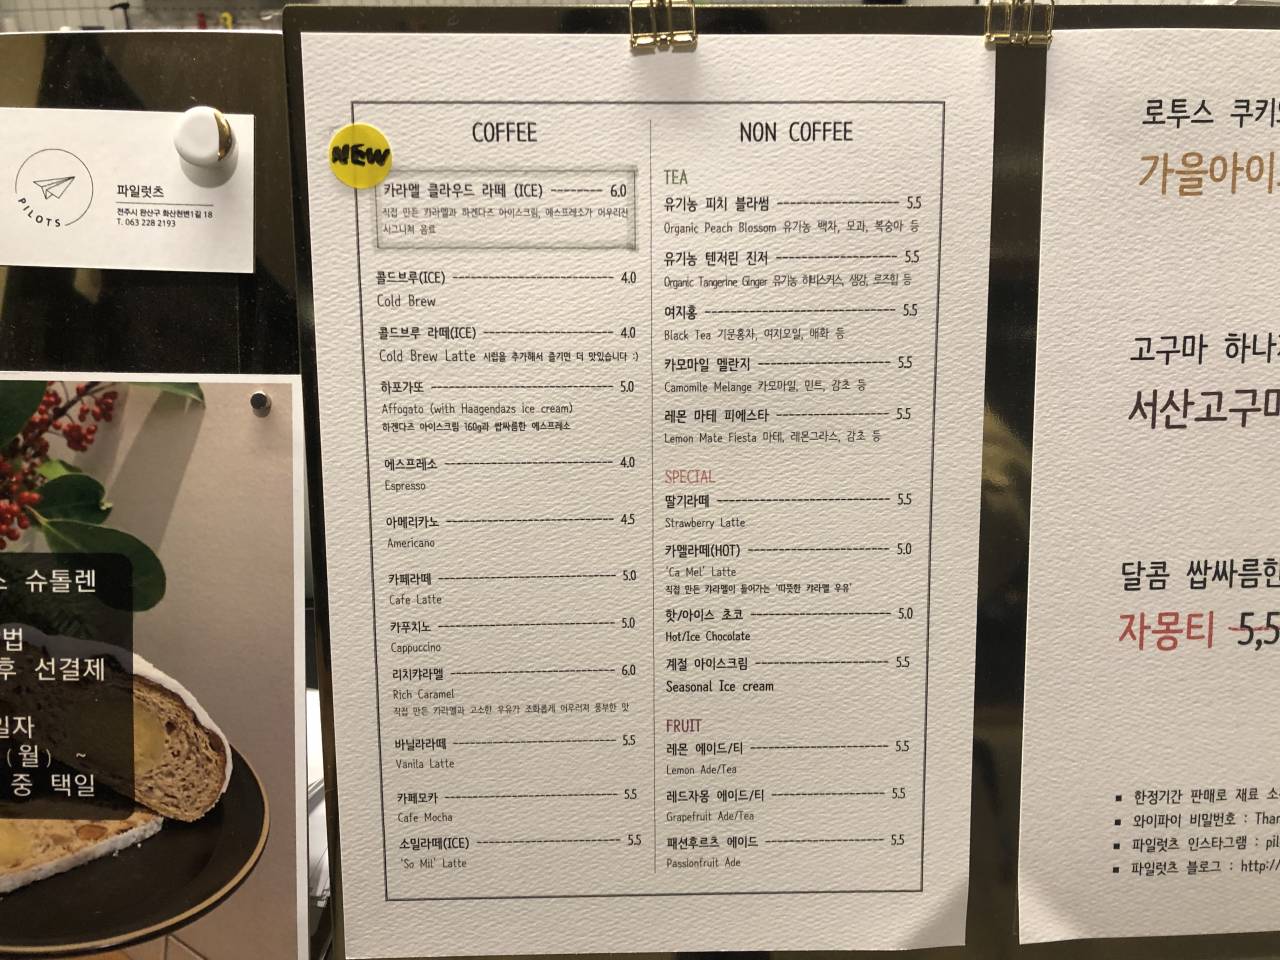 PILOTS
파일럿츠
전주시 완산구 화산천변1길 18
T. 063 228 2193
슈톨렌
법
후 선결제
일자
(월) ~
중 택일
NEW
COFFEE
카라멜 클라우드 라떼 (ICE) -------- 6.0
직접 만든 카라멜과 하겐다즈 아이스크림, 에스프레소가 어우러진
시그니쳐 음료
콜드브루(ICE) -------- 4.0
Cold Brew
콜드브루 라떼(ICE) -------- 4.0
Cold Brew Latte 시럽을 추가해서 즐기면 더 맛있습니다 :)
아포가또 -------- 5.0
Affogato (with Haagendazs ice cream)
하겐다즈 아이스크림 160g과 쌉싸름한 에스프레소
에스프레소 -------- 4.0
Espresso
아메리카노 -------- 4.5
Americano
카페라떼 -------- 5.0
Cafe Latte
카푸치노 -------- 5.0
Cappuccino
리치캬라멜 -------- 6.0
Rich Caramel
직접 만든 카라멜과 고소한 우유가 조화롭게 어우러져 풍부한 맛
바닐라라떼 -------- 5.5
Vanila Latte
카페모카 -------- 5.5
Cafe Mocha
소밀라떼(ICE) -------- 5.5
'So Mil' Latte
NON COFFEE
TEA
유기농 피치 블라썸 -------- 5.5
Organic Peach Blossom 유기농 백차, 모과, 복숭아 등
유기농 텐저린 진저 -------- 5.5
Organic Tangerine Ginger 유기농 히비스커스, 생강, 로즈힙 등
여지홍 -------- 5.5
Black Tea 기문홍차, 여지오일, 매화 등
카모마일 멜란지 -------- 5.5
Camomile Melange 카모마일, 민트, 감초 등
레몬 마테 피에스타 -------- 5.5
Lemon Mate Fiesta 마테, 레몬그라스, 감초 등
SPECIAL
딸기라떼 -------- 5.5
Strawberry Latte
카멜라떼(HOT) -------- 5.0
'Ca Mel' Latte
직접 만든 카라멜이 들어가는 '따뜻한 캬라멜 우유'
핫/아이스 초코 -------- 5.0
Hot/Ice Chocolate
계절 아이스크림 -------- 5.5
Seasonal Ice cream
FRUIT
레몬 에이드/티 -------- 5.5
Lemon Ade/Tea
레드자몽 에이드/티 -------- 5.5
Grapefruit Ade/Tea
패션후르츠 에이드 -------- 5.5
Passionfruit Ade
로투스 쿠키
가을아이
고구마 하나
서산고구마
달콤 쌉싸름한
자몽티 5,5
▪ 한정기간 판매로 재료 소
▪ 와이파이 비밀번호 : Than
▪ 파일럿츠 인스타그램 : pil
▪ 파일럿츠 블로그 : http://